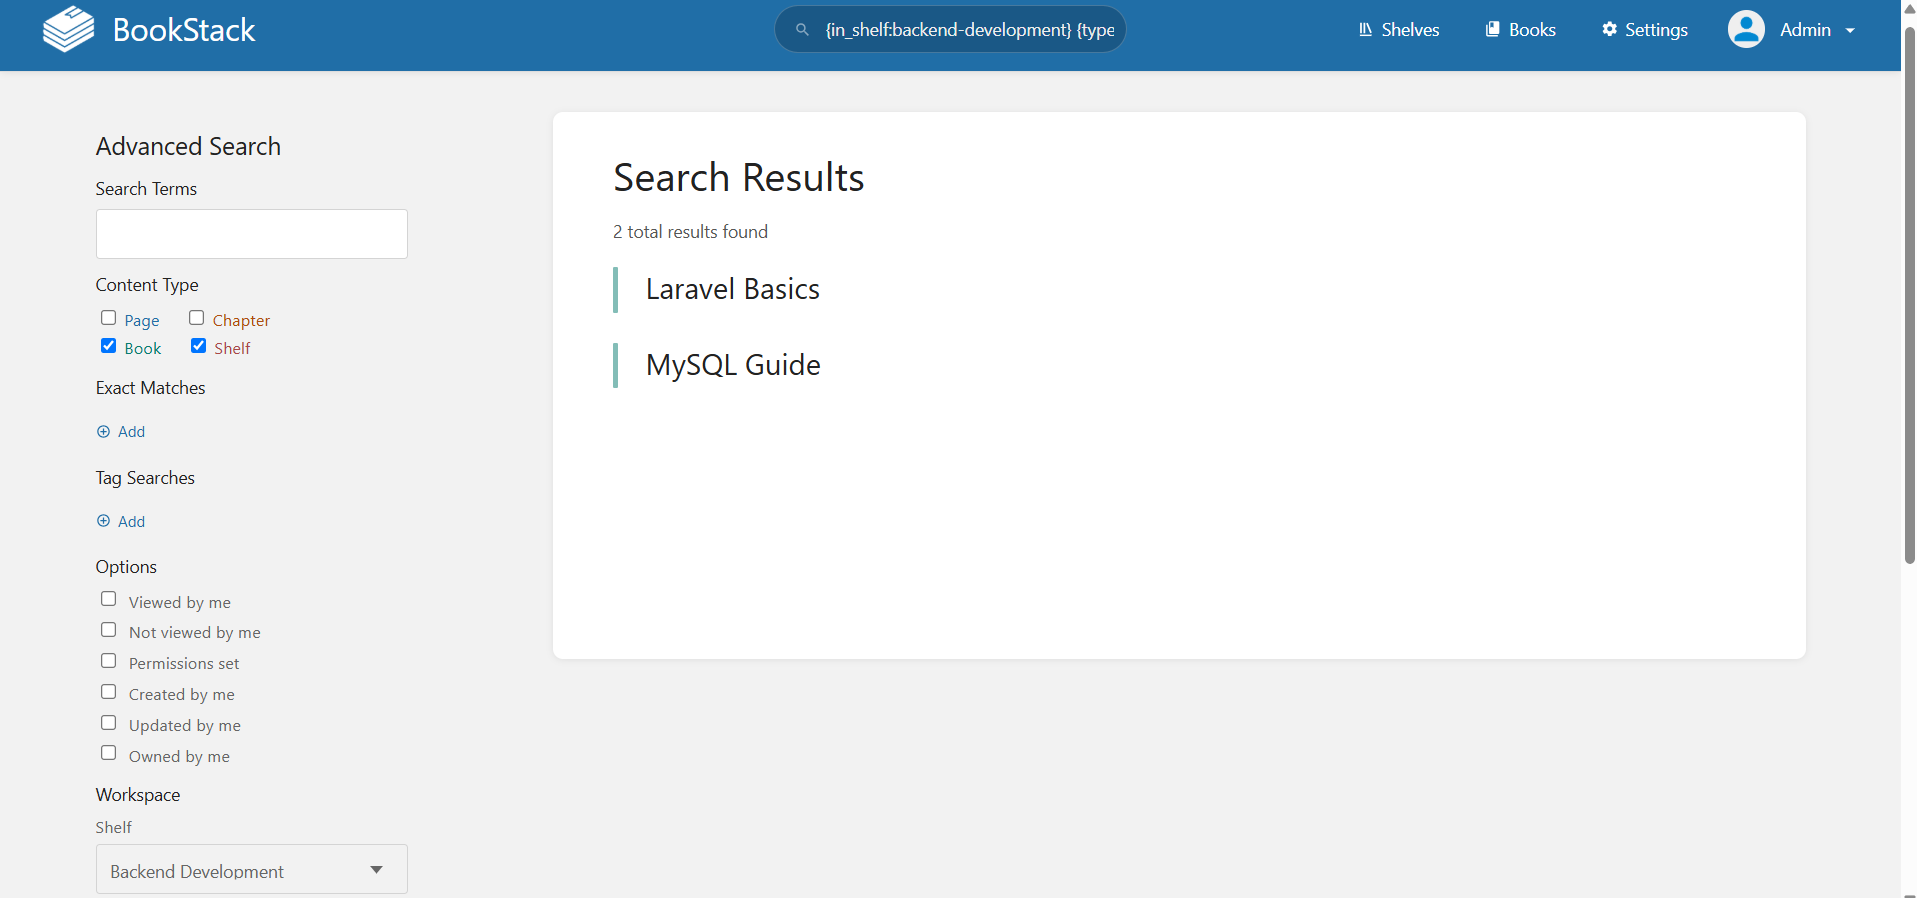 BookStack
{in_shelf:backend-development} {type
Shelves
Books
Settings
Admin
Advanced Search
Search Terms
Content Type
Page
Chapter
Book
Shelf
Exact Matches
Add
Tag Searches
Add
Options
Viewed by me
Not viewed by me
Permissions set
Created by me
Updated by me
Owned by me
Workspace
Shelf
Backend Development
Search Results
2 total results found
Laravel Basics
MySQL Guide